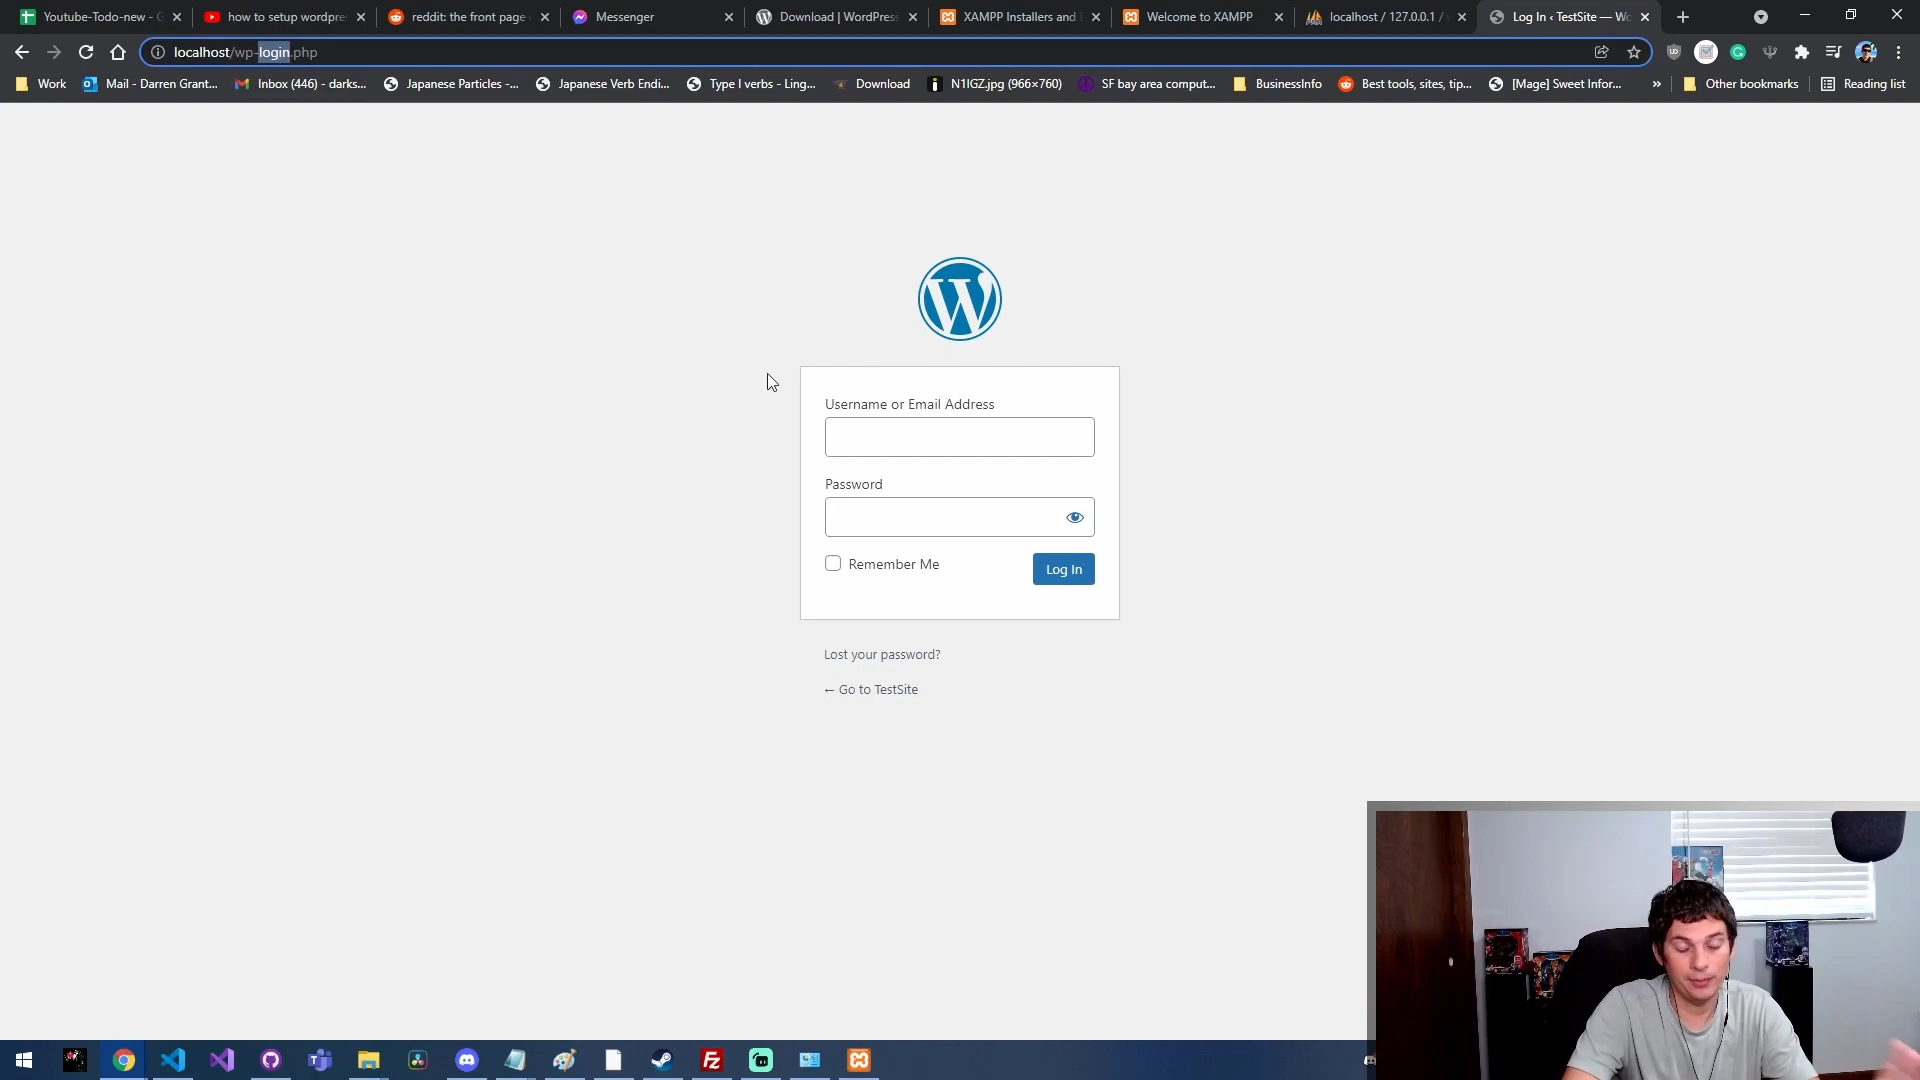 Youtube-Todo-new - G
how to setup wordpre
reddit: the front page
Messenger
Download | WordPress
XAMPP Installers and
Welcome to XAMPP
localhost / 127.0.0.1 /
Log In ‹ TestSite — Wo
localhost/wp-login.php
Work
Mail - Darren Grant...
Inbox (446) - darks...
Japanese Particles -...
Japanese Verb Endi...
Type I verbs - Ling...
Download
N1IGZ.jpg (966×760)
SF bay area comput...
BusinessInfo
Best tools, sites, tip...
[Mage] Sweet Infor...
»
Other bookmarks
Reading list
Username or Email Address
Password
Remember Me
Log In
Lost your password?
← Go to TestSite